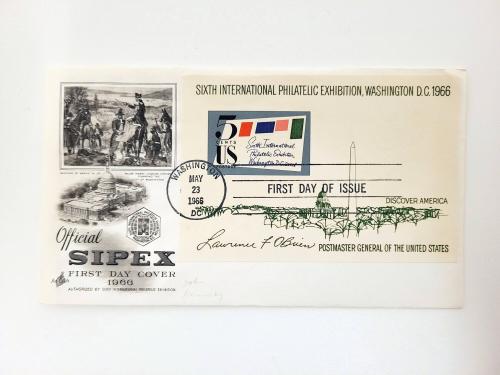 SIXTH INTERNATIONAL PHILATELIC EXHIBITION, WASHINGTON D.C. 1966
5
CENTS
US
POSTAGE
Sixth International
Philatelic Exhibition
Washington D.C. 1966
WASHINGTON
MAY
23
1966
DC
FIRST DAY OF ISSUE
DISCOVER AMERICA
Lawrence F. O'Brien POSTMASTER GENERAL OF THE UNITED STATES
Official
SIPEX
FIRST DAY COVER
1966
AUTHORIZED BY SIXTH INTERNATIONAL PHILATELIC EXHIBITION